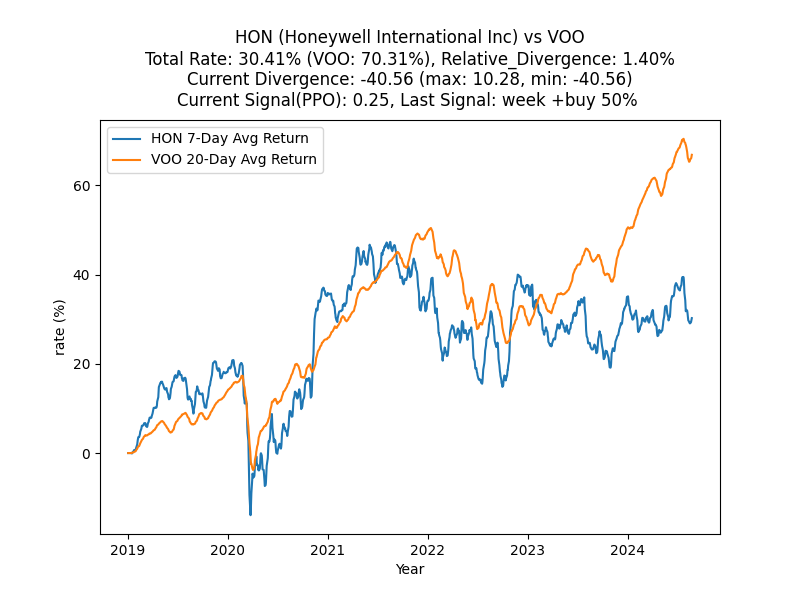 HON (Honeywell International Inc) vs VOO
Total Rate: 30.41% (VOO: 70.31%), Relative_Divergence: 1.40%
Current Divergence: -40.56 (max: 10.28, min: -40.56)
Current Signal(PPO): 0.25, Last Signal: week +buy 50%
HON 7-Day Avg Return
VOO 20-Day Avg Return
60
40
20
0
rate (%)
2019 2020 2021 2022 2023 2024
Year